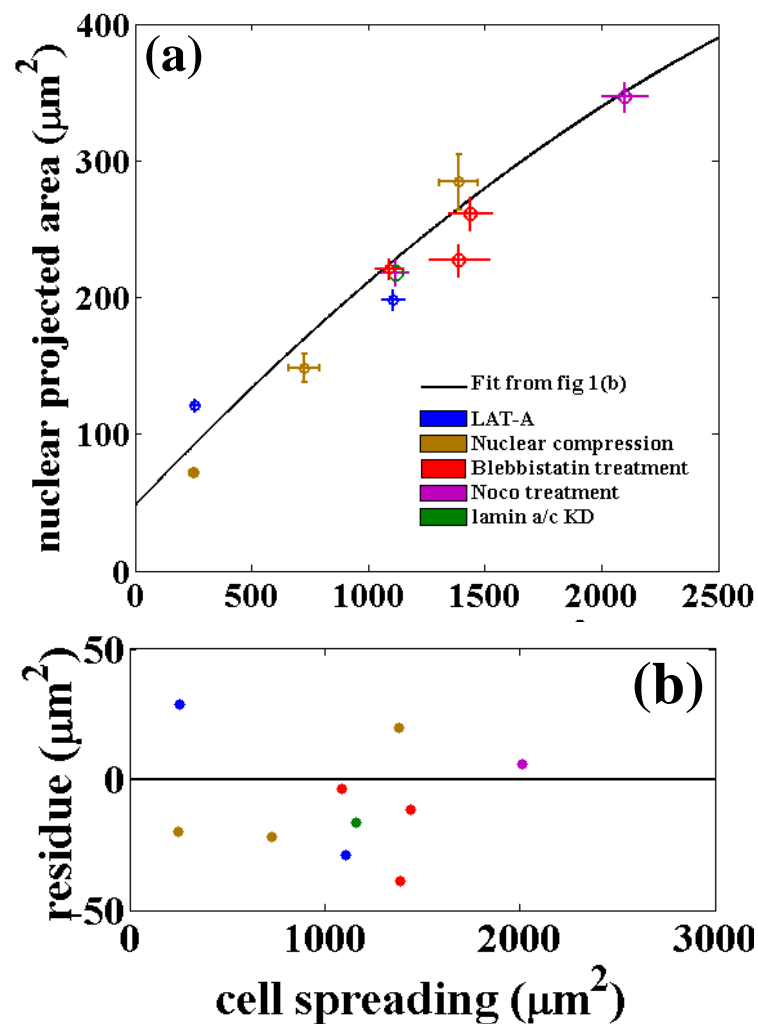 400
(a)
300
200
100
0
nuclear projected area (μm²)
Fit from fig 1(b)
LAT-A
Nuclear compression
Blebbistatin treatment
Noco treatment
lamin a/c KD
0 500 1000 1500 2000 2500
50
(b)
0
-50
residue (μm²)
0 1000 2000 3000
cell spreading (μm²)